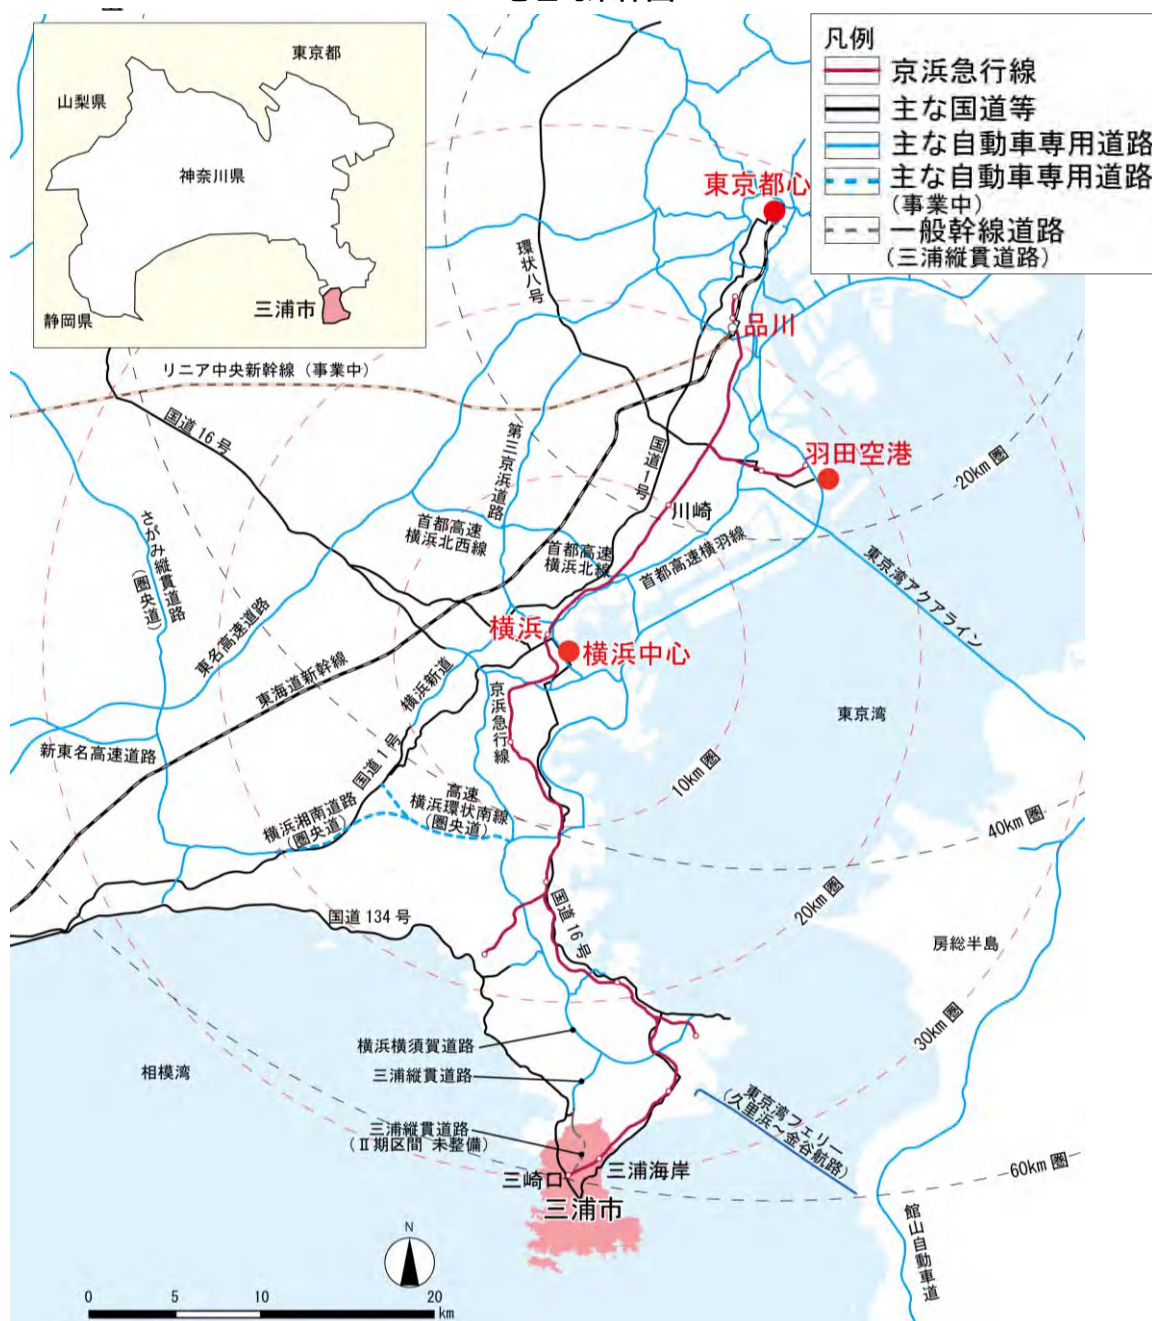 東京都
山梨県
神奈川県
三浦市
静岡県
凡例
京浜急行線
主な国道等
主な自動車専用道路
主な自動車専用道路
(事業中)
一般幹線道路
(三浦縦貫道路)
東京都心
環状八号
品川
リニア中央新幹線(事業中)
国道16号
第三京浜道路
国道1号
羽田空港
20km圏
川崎
さがみ縦貫道路
(圏央道)
首都高速
横浜北西線
首都高速
横浜北線
首都高速横羽線
東京湾アクアライン
東名高速道路
横浜
横浜中心
東海道新幹線
横浜新道
京浜急行線
東京湾
新東名高速道路
国道1号
10km圏
高速
横浜環状南線
(圏央道)
横浜湘南道路
(圏央道)
40km圏
20km圏
国道134号
国道16号
房総半島
30km圏
横浜横須賀道路
相模湾
三浦縦貫道路
東京湾フェリー
(久里浜~金谷航路)
三浦縦貫道路
(Ⅱ期区間 未整備)
三崎口
三浦海岸
60km圏
三浦市
館山自動車道
N
0 5 10 20
km